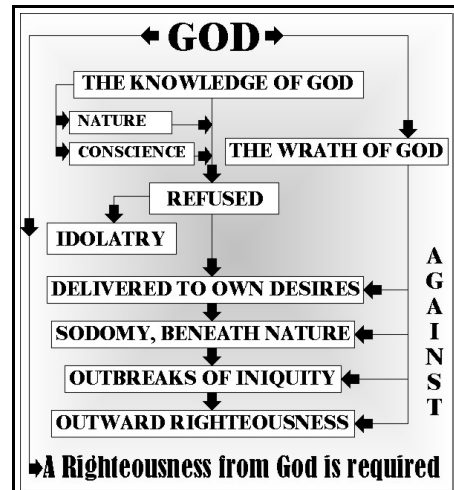 GOD
THE KNOWLEDGE OF GOD
NATURE
CONSCIENCE
THE WRATH OF GOD
REFUSED
IDOLATRY
AGAINST
DELIVERED TO OWN DESIRES
SODOMY, BENEATH NATURE
OUTBREAKS OF INIQUITY
OUTWARD RIGHTEOUSNESS
A Righteousness from God is required